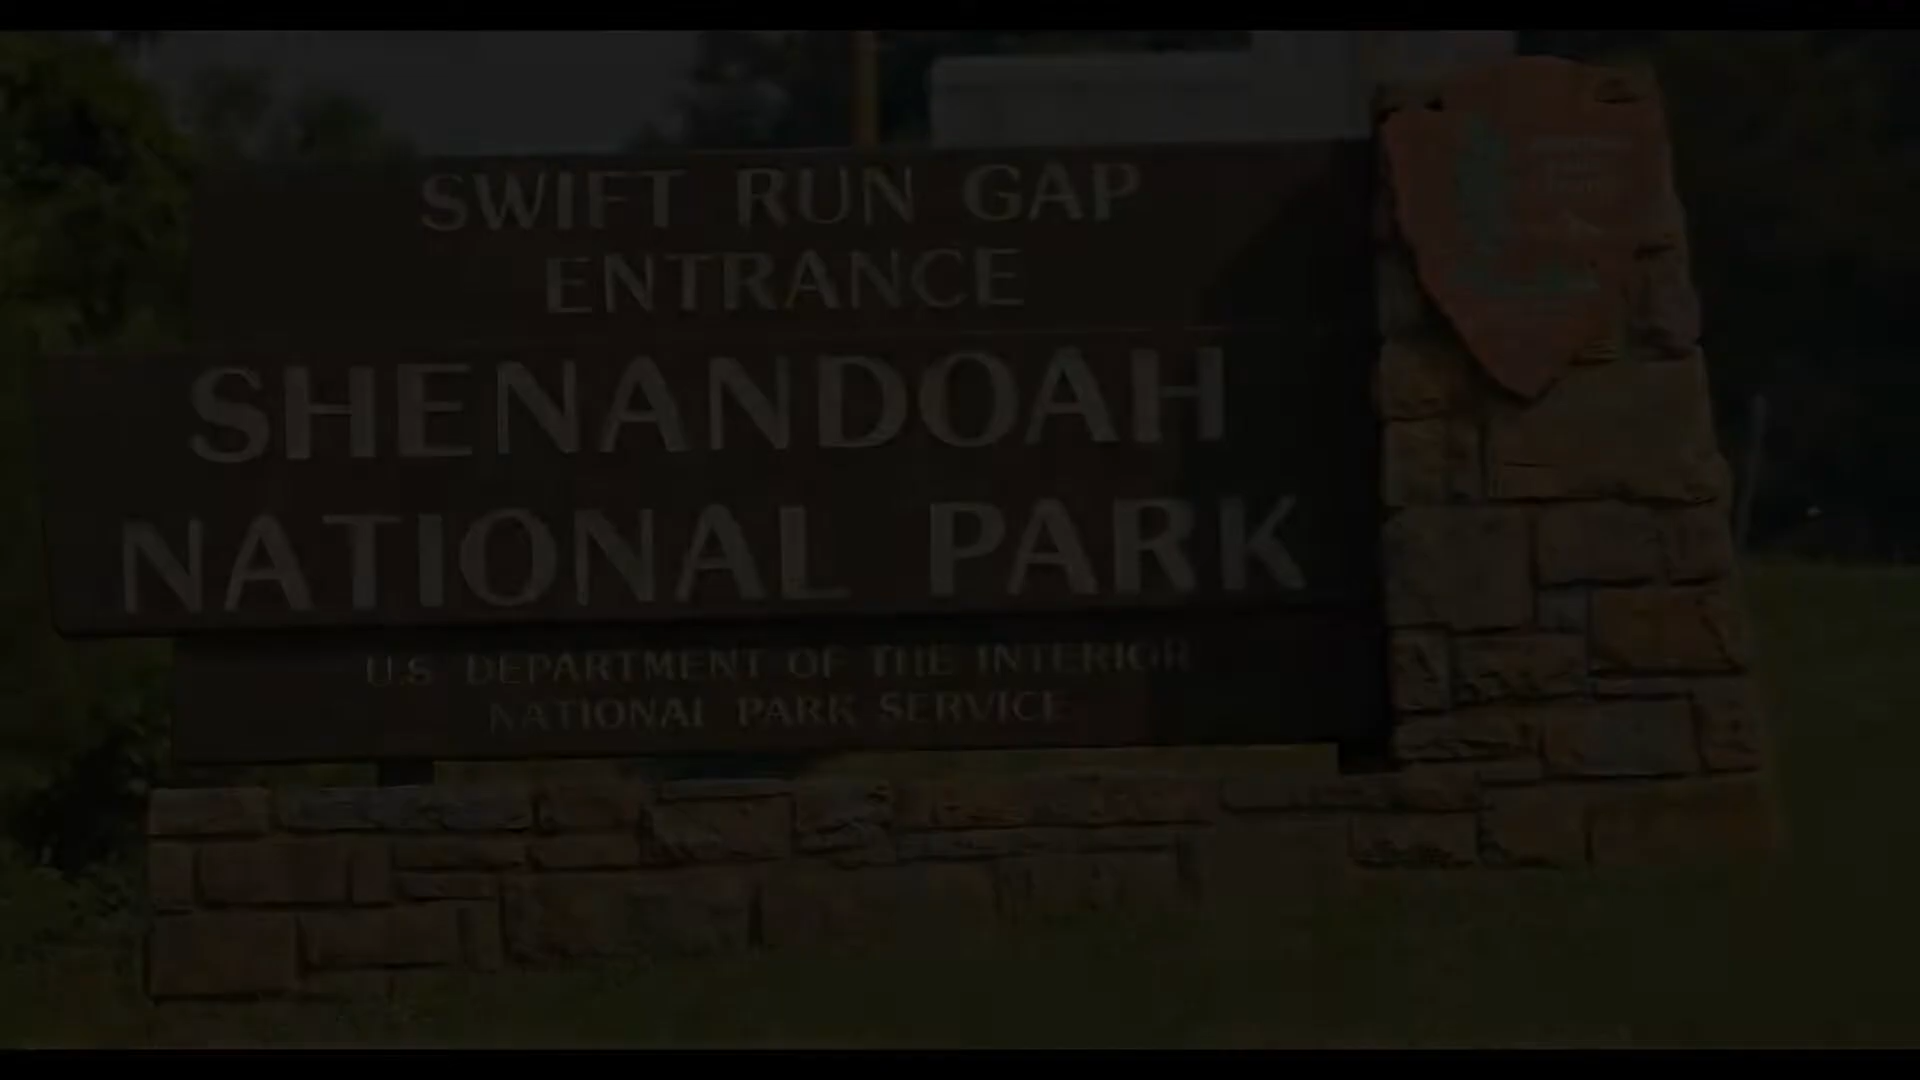 SWIFT RUN GAP
ENTRANCE
SHENANDOAH
NATIONAL PARK
U.S DEPARTMENT OF THE INTERIOR
NATIONAL PARK SERVICE